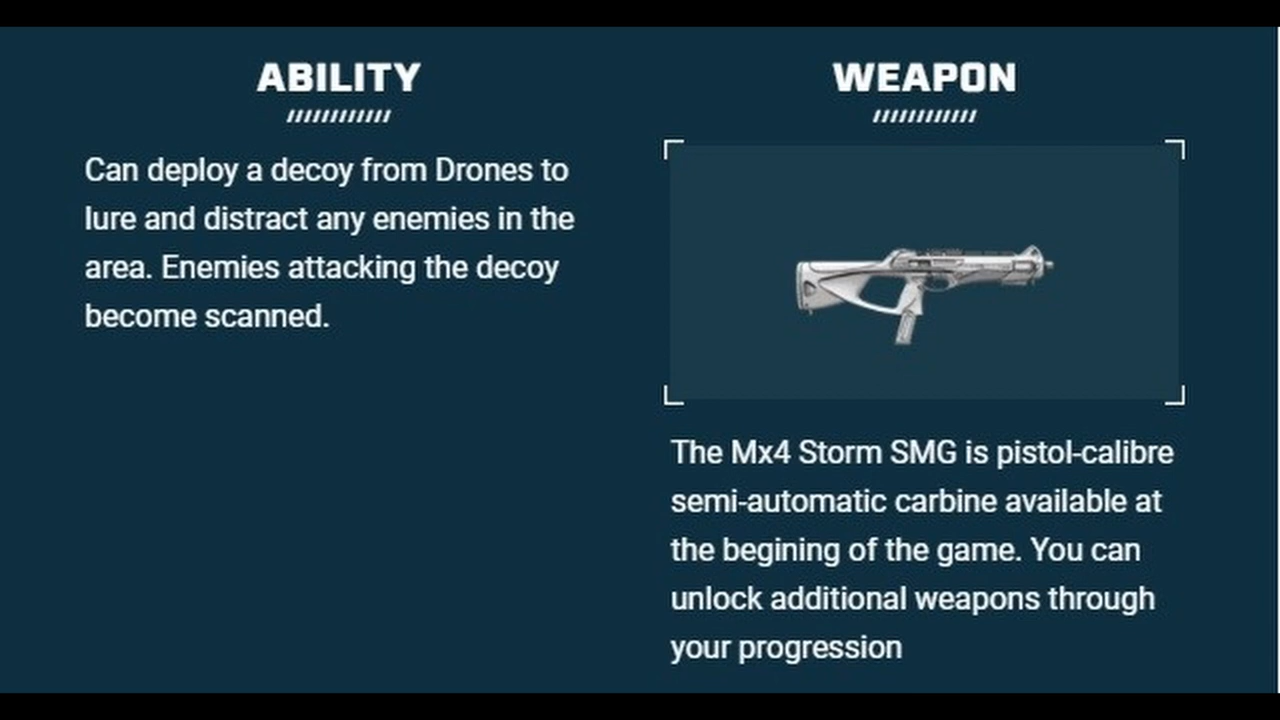 ABILITY
Can deploy a decoy from Drones to
lure and distract any enemies in the
area. Enemies attacking the decoy
become scanned.
WEAPON
The Mx4 Storm SMG is pistol-calibre
semi-automatic carbine available at
the begining of the game. You can
unlock additional weapons through
your progression